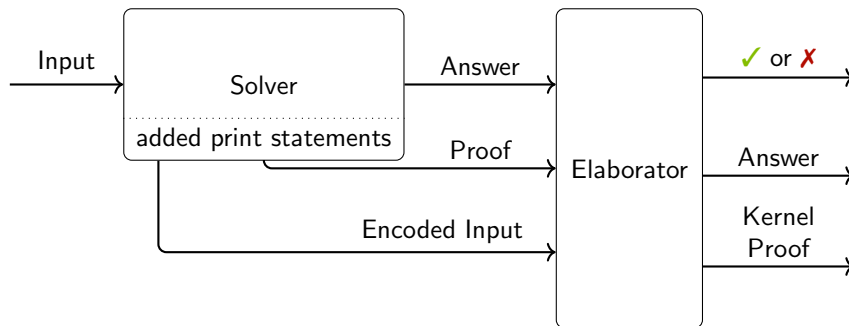 Input
Solver
added print statements
Answer
Proof
Encoded Input
Elaborator
✓ or ✗
Answer
Kernel
Proof